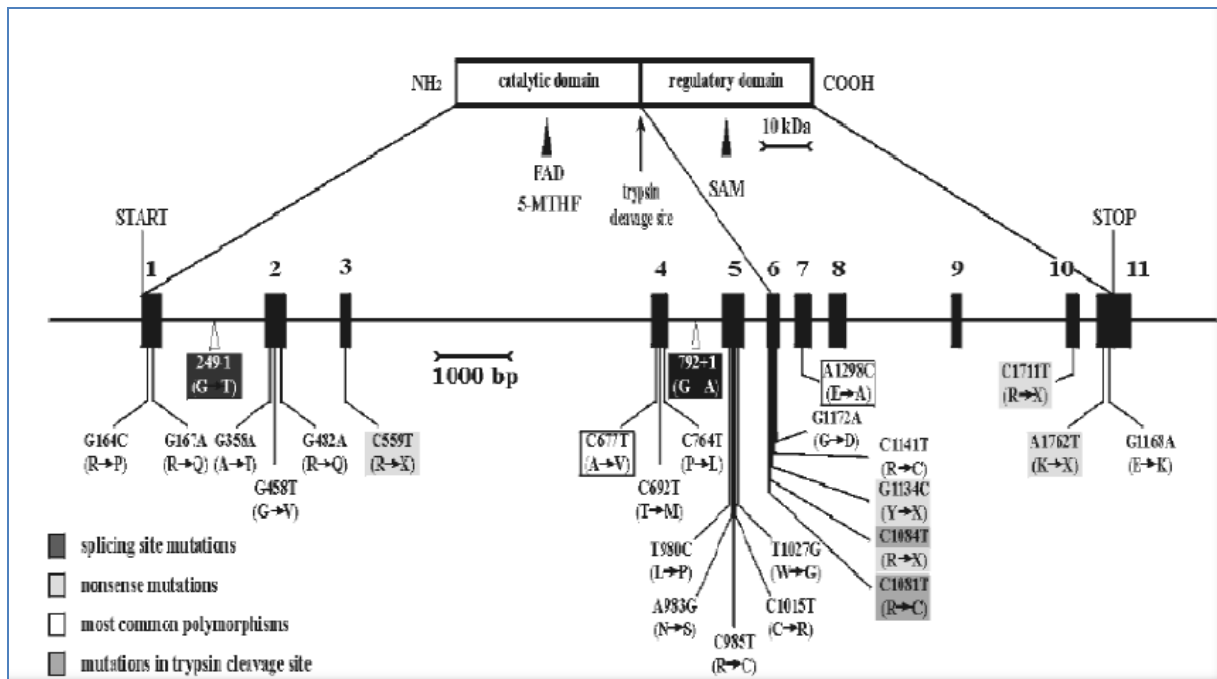 NH2 catalytic domain regulatory domain COOH
10 kDa
FAD
5-MTHF
trypsin
cleavage site
SAM
START
STOP
1 2 3 4 5 6 7 8 9 10 11
1000 bp
249-1
(G→T)
792+1
(G A)
G164C
(R→P)
G167A
(R→Q)
G358A
(A→T)
G458T
(G→V)
G482A
(R→Q)
C559T
(R→X)
C677T
(A→V)
C692T
(T→M)
C764T
(P→L)
T980C
(L→P)
A983G
(N→S)
C985T
(R→C)
C1015T
(C→R)
T1027G
(W→G)
A1298C
(E→A)
G1172A
(G→D)
C1141T
(R→C)
G1134C
(Y→X)
C1084T
(R→X)
C1081T
(R→C)
C1711T
(R→X)
A1762T
(K→X)
G1168A
(E→K)
splicing site mutations
nonsense mutations
most common polymorphisms
mutations in trypsin cleavage site